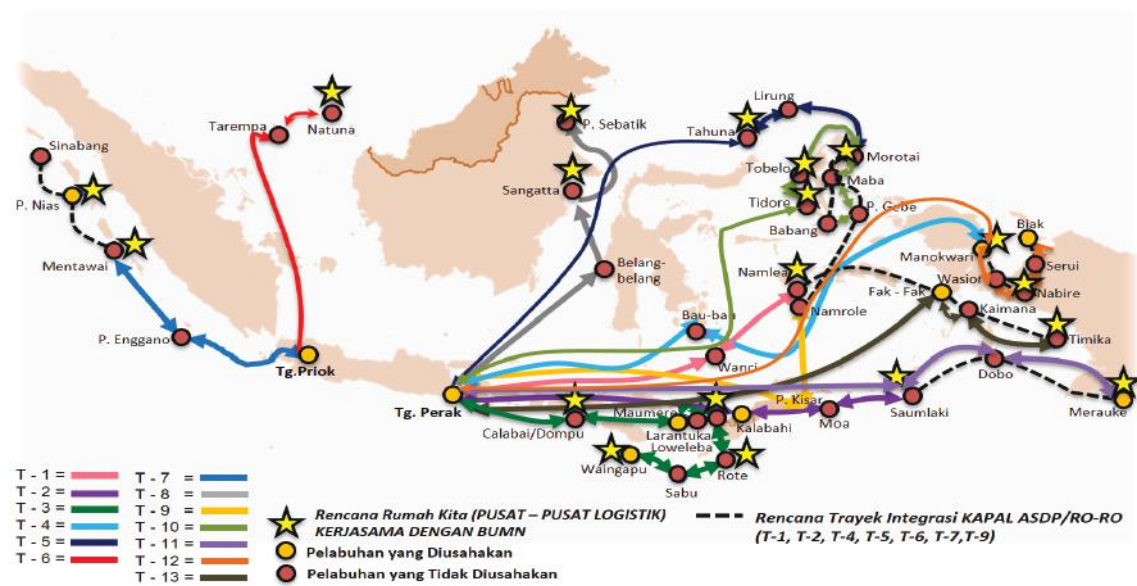 Sinabang
P. Nias
Mentawai
P. Enggano
Tg.Priok
Tarempa
Natuna
P. Sebatik
Sangatta
Belang-
belang
Bau-bau
Wanci
Tahuna
Lirung
Tobelo
Morotai
Maba
Tidore
P. Gebe
Babang
Namlea
Namrole
Manokwari
Biak
Wasior
Serui
Nabire
Fak - Fak
Kaimana
Timika
Dobo
Merauke
Saumlaki
P. Kisar
Moa
Kalabahi
Maumere
Larantuka
Loweleba
Calabai/Dompu
Tg. Perak
Waingapu
Sabu
Rote
T - 1 =
T - 2 =
T - 3 =
T - 4 =
T - 5 =
T - 6 =
T - 7 =
T - 8 =
T - 9 =
T - 10 =
T - 11 =
T - 12 =
T - 13 =
Rencana Rumah Kita (PUSAT – PUSAT LOGISTIK)
KERJASAMA DENGAN BUMN
Pelabuhan yang Diusahakan
Pelabuhan yang Tidak Diusahakan
Rencana Trayek Integrasi KAPAL ASDP/RO-RO
(T-1, T-2, T-4, T-5, T-6, T-7,T-9)